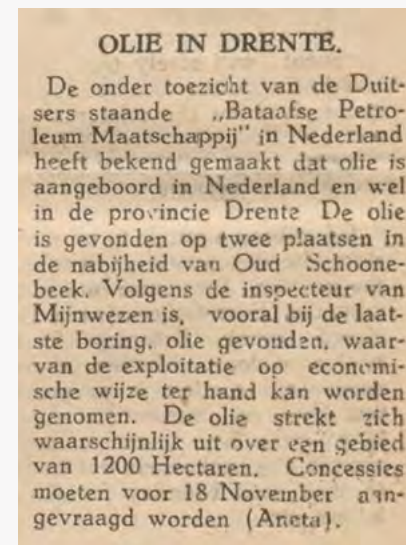 OLIE IN DRENTE.
De onder toezicht van de Duit-
sers staande „Bataafse Petro-
leum Maatschappij" in Nederland
heeft bekend gemaakt dat olie is
aangeboord in Nederland en wel
in de provincie Drente De olie
is gevonden op twee plaatsen in
de nabijheid van Oud Schoone-
beek. Volgens de inspecteur van
Mijnwezen is, vooral bij de laat-
ste boring, olie gevonden, waar-
van de exploitatie op economi-
sche wijze ter hand kan worden
genomen. De olie strekt zich
waarschijnlijk uit over een gebied
van 1200 Hectaren. Concessies
moeten voor 18 November aan-
gevraagd worden (Aneta).